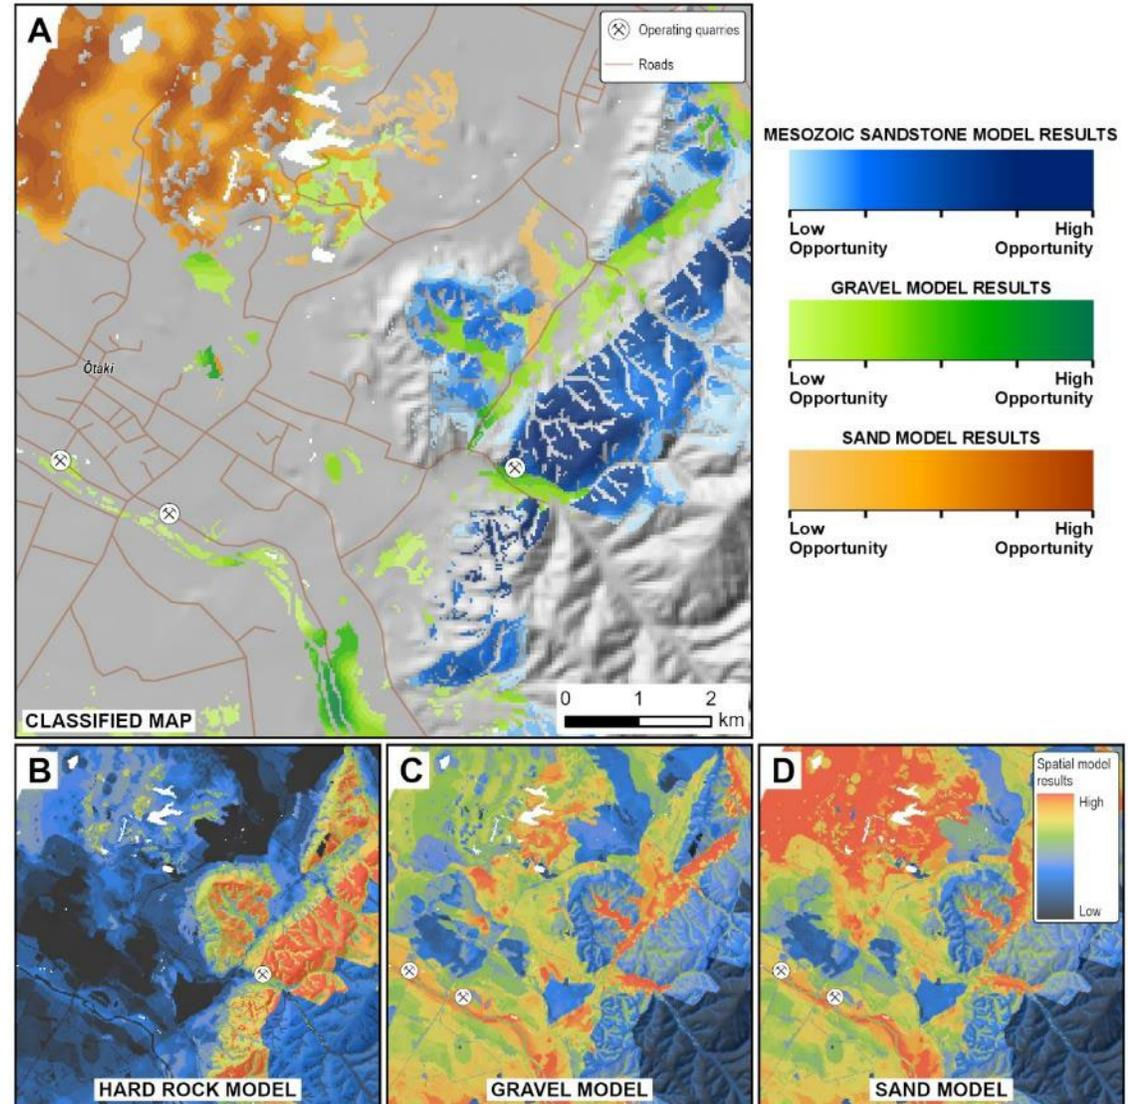 A
Operating quarries
Roads
Ōtaki
CLASSIFIED MAP
0 1 2
km
MESOZOIC SANDSTONE MODEL RESULTS
Low
Opportunity
High
Opportunity
GRAVEL MODEL RESULTS
Low
Opportunity
High
Opportunity
SAND MODEL RESULTS
Low
Opportunity
High
Opportunity
B
HARD ROCK MODEL
C
GRAVEL MODEL
D
Spatial model
results
High
Low
SAND MODEL